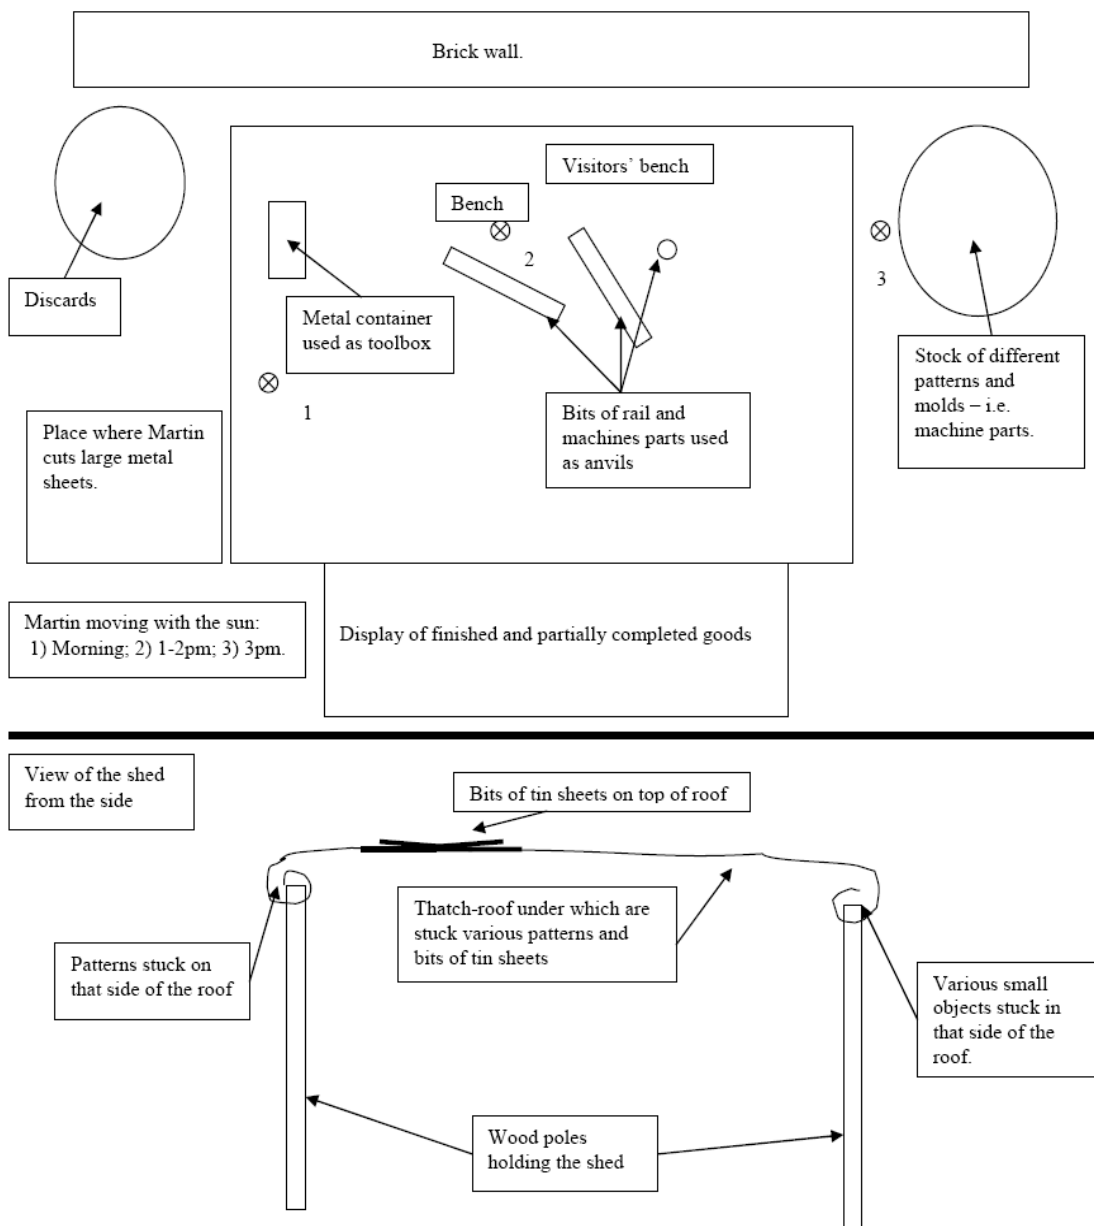 Brick wall.
Visitors’ bench
Bench
2
3
Discards
Metal container
used as toolbox
Stock of different
patterns and
molds – i.e.
machine parts.
1
Bits of rail and
machines parts used
as anvils
Place where Martin
cuts large metal
sheets.
Martin moving with the sun:
1) Morning; 2) 1-2pm; 3) 3pm.
Display of finished and partially completed goods
View of the shed
from the side
Bits of tin sheets on top of roof
Thatch-roof under which are
stuck various patterns and
bits of tin sheets
Patterns stuck on
that side of the roof
Various small
objects stuck in
that side of the
roof.
Wood poles
holding the shed